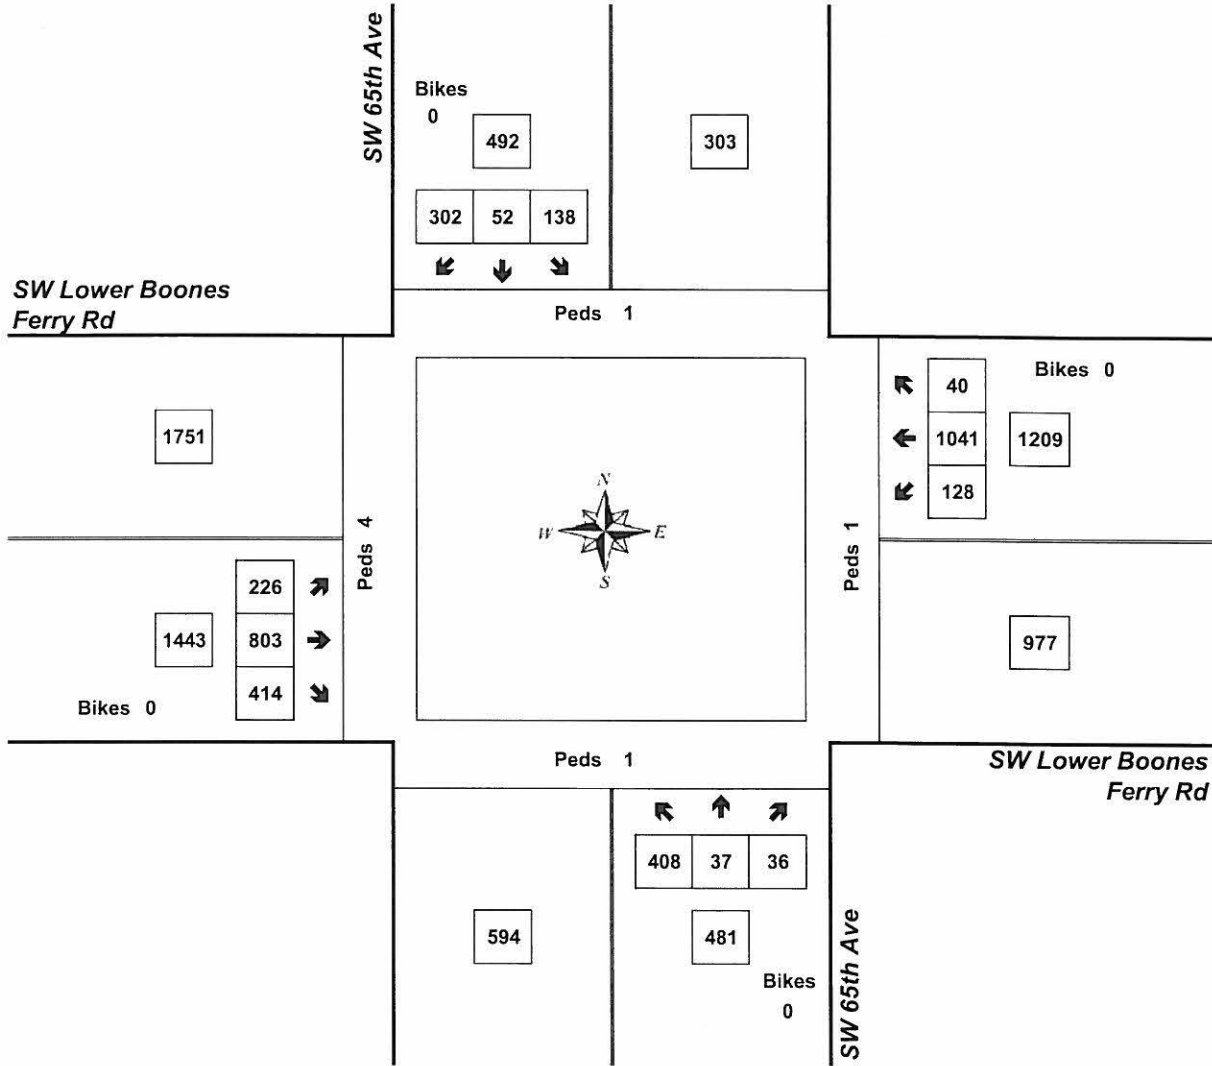 SW 65th Ave
Bikes
0
492
303
302 52 138
SW Lower Boones
Ferry Rd
Peds 1
40
Bikes 0
1751
1041 1209
128
N
W E
S
Peds 4
Peds 1
226
1443 803
977
414
Bikes 0
Peds 1
SW Lower Boones
Ferry Rd
408 37 36
594
481
SW 65th Ave
Bikes
0